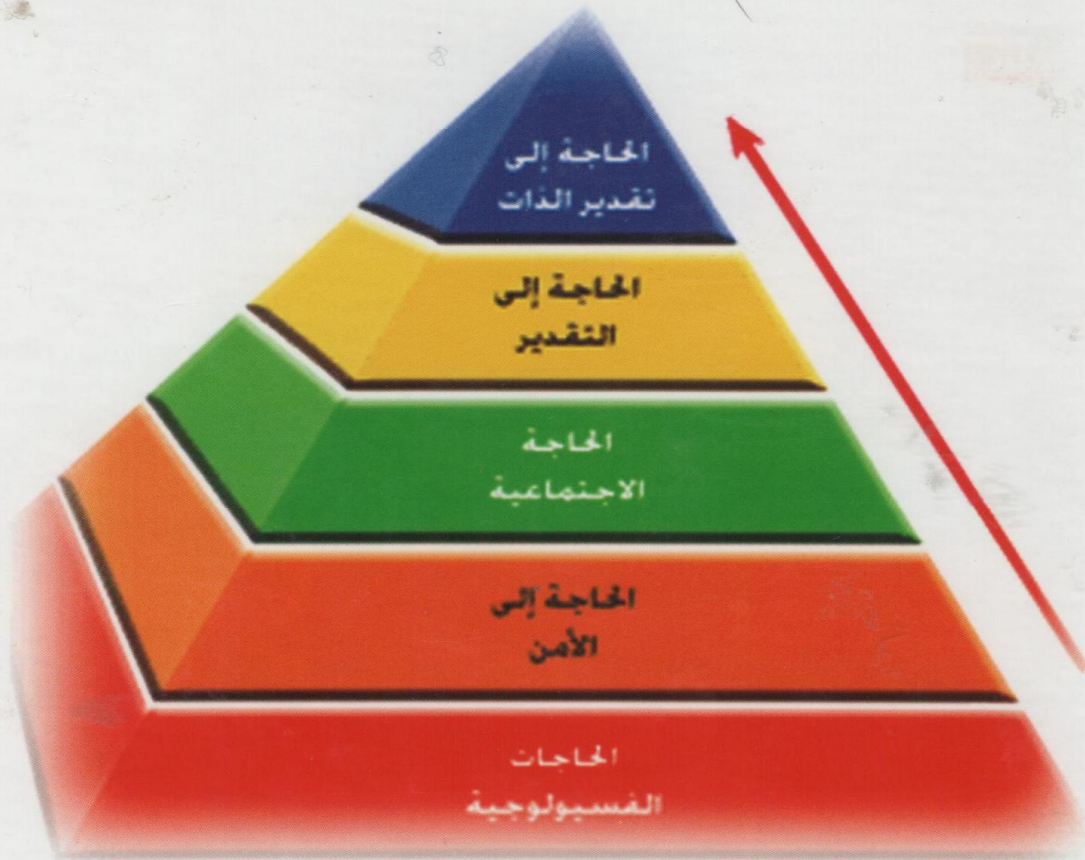 الحاجة إلى
تقدير الذات
الحاجة إلى
التقدير
الحاجة
الاجتماعية
الحاجة إلى
الأمن
الحاجات
الفسيولوجية